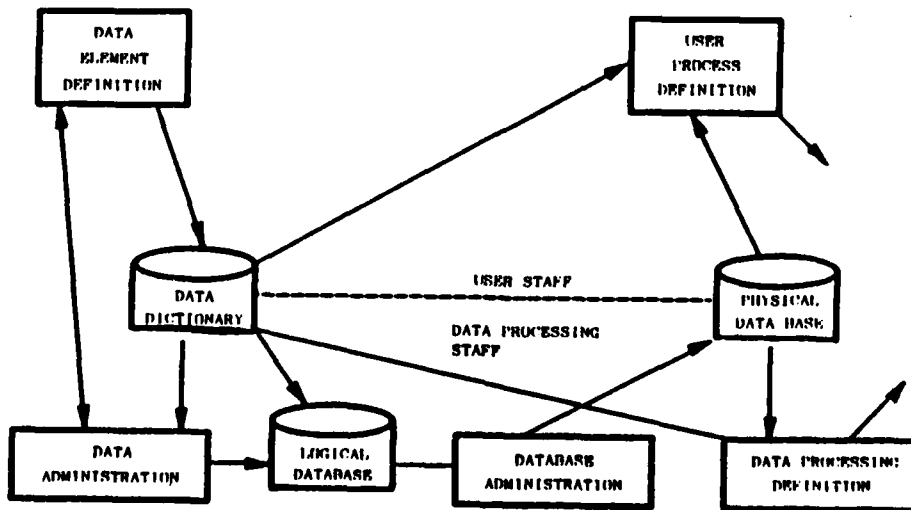 DATA
ELEMENT
DEFINITION
USER
PROCESS
DEFINITION
DATA
DICTIONARY
USER STAFF
DATA PROCESSING
STAFF
PHYSICAL
DATA BASE
DATA
ADMINISTRATION
LOGICAL
DATABASE
DATABASE
ADMINISTRATION
DATA PROCESSING
DEFINITION